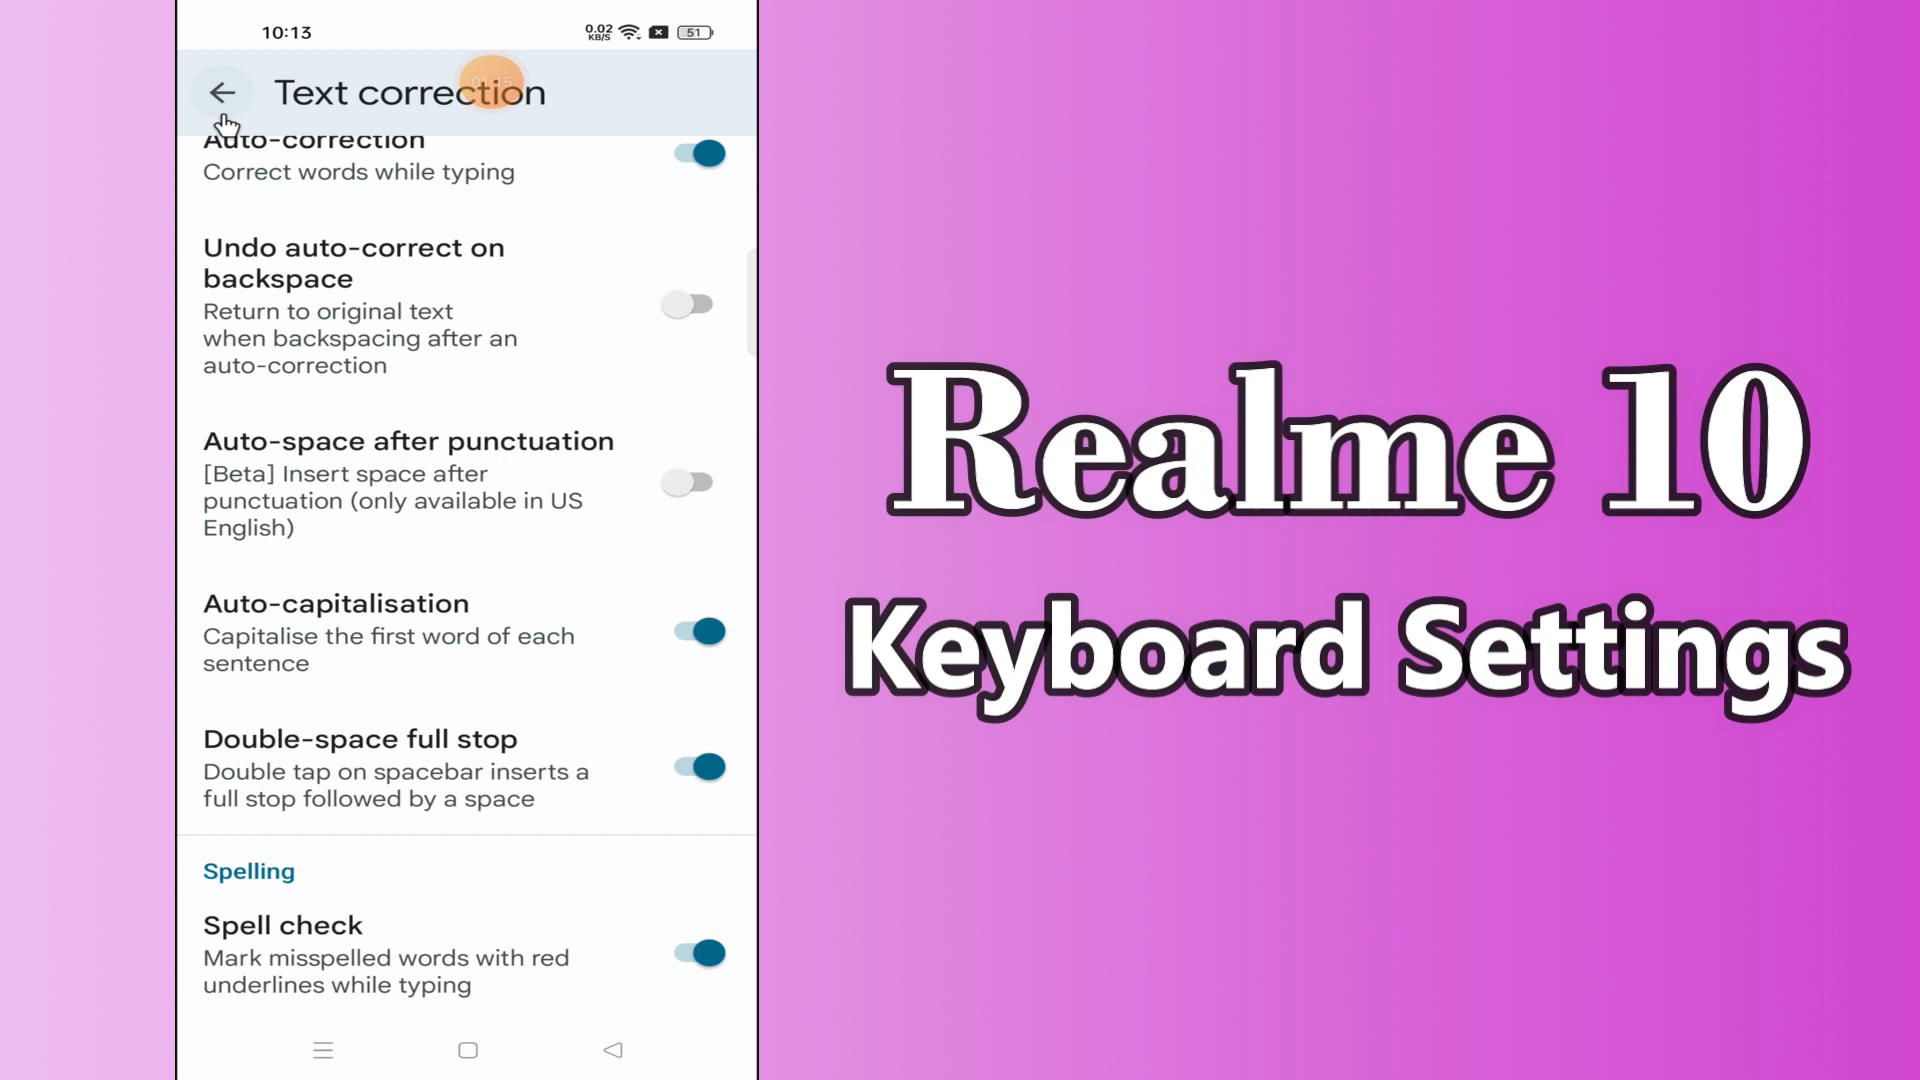 10:13
0.02
KB/S
51
Text correction
01:15
Auto-correction
Correct words while typing
Undo auto-correct on
backspace
Return to original text
when backspacing after an
auto-correction
Auto-space after punctuation
[Beta] Insert space after
punctuation (only available in US
English)
Auto-capitalisation
Capitalise the first word of each
sentence
Double-space full stop
Double tap on spacebar inserts a
full stop followed by a space
Spelling
Spell check
Mark misspelled words with red
underlines while typing
Realme 10
Keyboard Settings